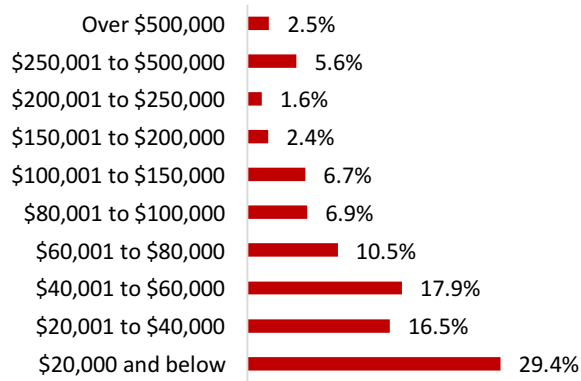 Over $500,000 2.5%
$250,001 to $500,000 5.6%
$200,001 to $250,000 1.6%
$150,001 to $200,000 2.4%
$100,001 to $150,000 6.7%
$80,001 to $100,000 6.9%
$60,001 to $80,000 10.5%
$40,001 to $60,000 17.9%
$20,001 to $40,000 16.5%
$20,000 and below 29.4%